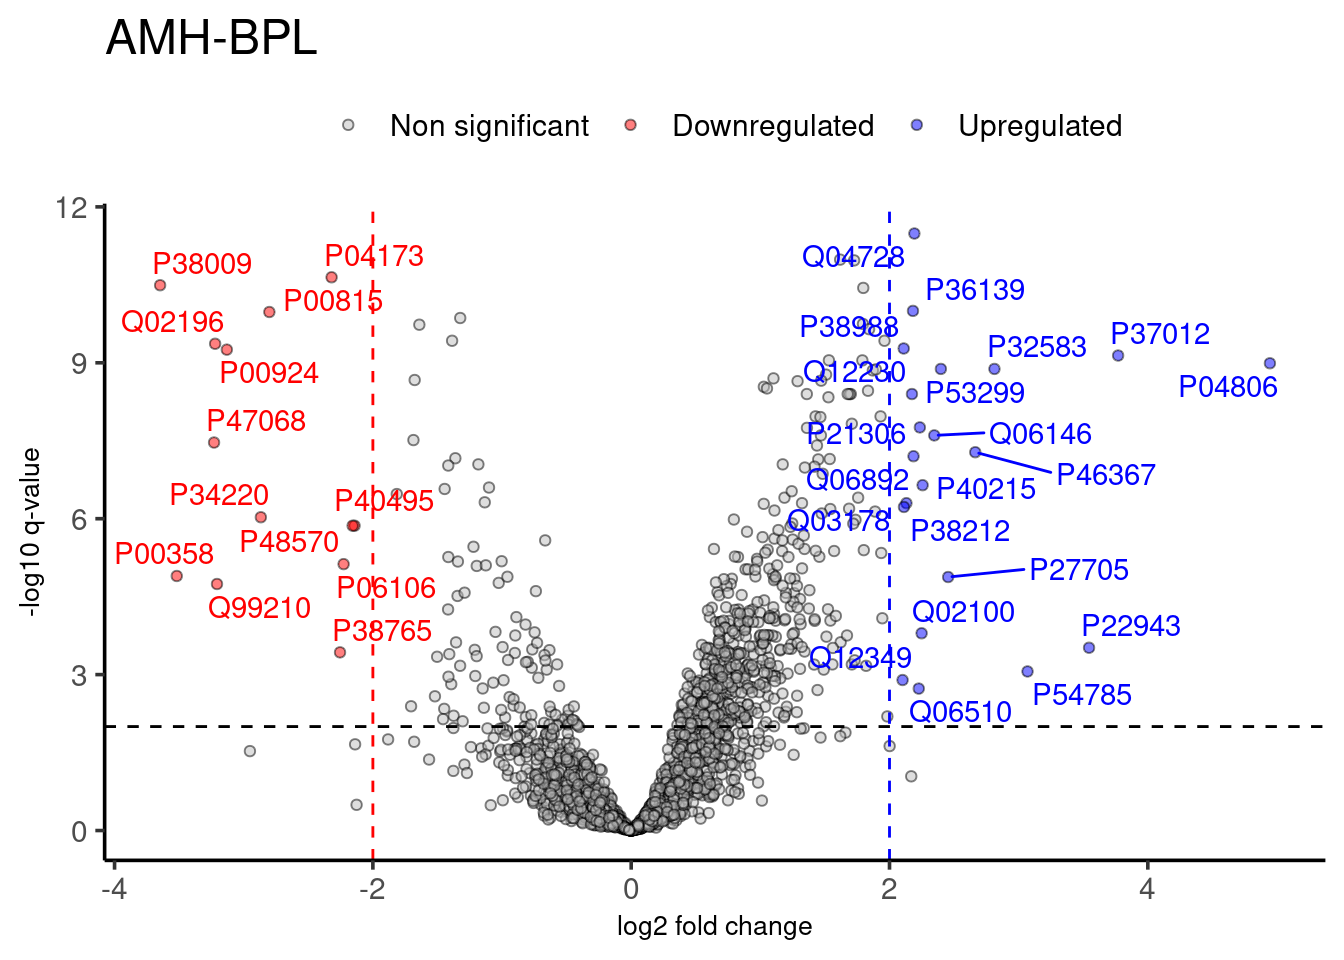 AMH-BPL
Non significant Downregulated Upregulated
-log10 q-value
12
9
6
3
0
P38009
P04173
P00815
Q02196
P00924
P47068
P34220
P40495
P48570
P00358
P06106
Q99210
P38765
Q04728
P36139
P38988
P37012
P32583
Q12230
P04806
P53299
P21306
Q06146
P46367
Q06892
P40215
Q03178
P38212
P27705
Q02100
P22943
Q12349
P54785
Q06510
-4 -2 0 2 4
log2 fold change